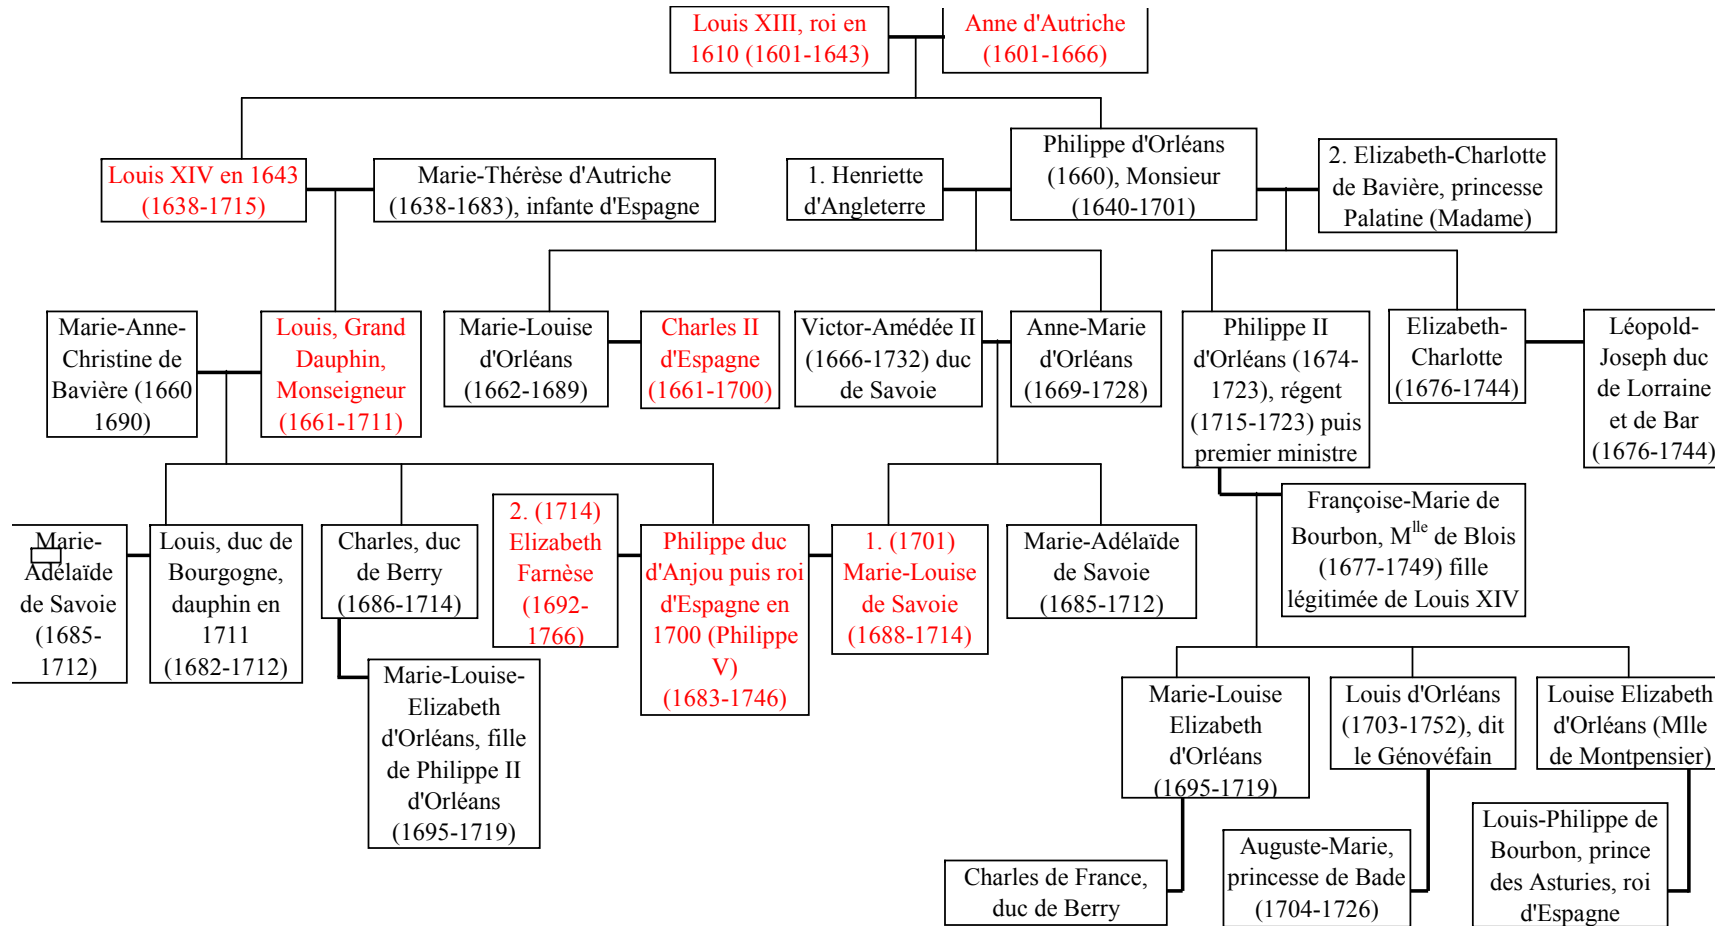 Louis XIII, roi en
1610 (1601-1643)
Anne d'Autriche
(1601-1666)
Louis XIV en 1643
(1638-1715)
Marie-Thérèse d'Autriche
(1638-1683), infante d'Espagne
1. Henriette
d'Angleterre
Philippe d'Orléans
(1660), Monsieur
(1640-1701)
2. Elizabeth-Charlotte
de Bavière, princesse
Palatine (Madame)
Marie-Anne-
Christine de
Bavière (1660
1690)
Louis, Grand
Dauphin,
Monseigneur
(1661-1711)
Marie-Louise
d'Orléans
(1662-1689)
Charles II
d'Espagne
(1661-1700)
Victor-Amédée II
(1666-1732) duc
de Savoie
Anne-Marie
d'Orléans
(1669-1728)
Philippe II
d'Orléans (1674-
1723), régent
(1715-1723) puis
premier ministre
Elizabeth-
Charlotte
(1676-1744)
Léopold-
Joseph duc
de Lorraine
et de Bar
(1676-1744)
Marie-
Adélaïde
de Savoie
(1685-
1712)
Louis, duc de
Bourgogne,
dauphin en
1711
(1682-1712)
Charles, duc
de Berry
(1686-1714)
2. (1714)
Elizabeth
Farnèse
(1692-
1766)
Philippe duc
d'Anjou puis roi
d'Espagne en
1700 (Philippe
V)
(1683-1746)
1. (1701)
Marie-Louise
de Savoie
(1688-1714)
Marie-Adélaïde
de Savoie
(1685-1712)
Françoise-Marie de
Bourbon, Mlle de Blois
(1677-1749) fille
légitimée de Louis XIV
Marie-Louise-
Elizabeth
d'Orléans, fille
de Philippe II
d'Orléans
(1695-1719)
Marie-Louise
Elizabeth
d'Orléans
(1695-1719)
Louis d'Orléans
(1703-1752), dit
le Génovéfain
Louise Elizabeth
d'Orléans (Mlle
de Montpensier)
Charles de France,
duc de Berry
Auguste-Marie,
princesse de Bade
(1704-1726)
Louis-Philippe de
Bourbon, prince
des Asturies, roi
d'Espagne